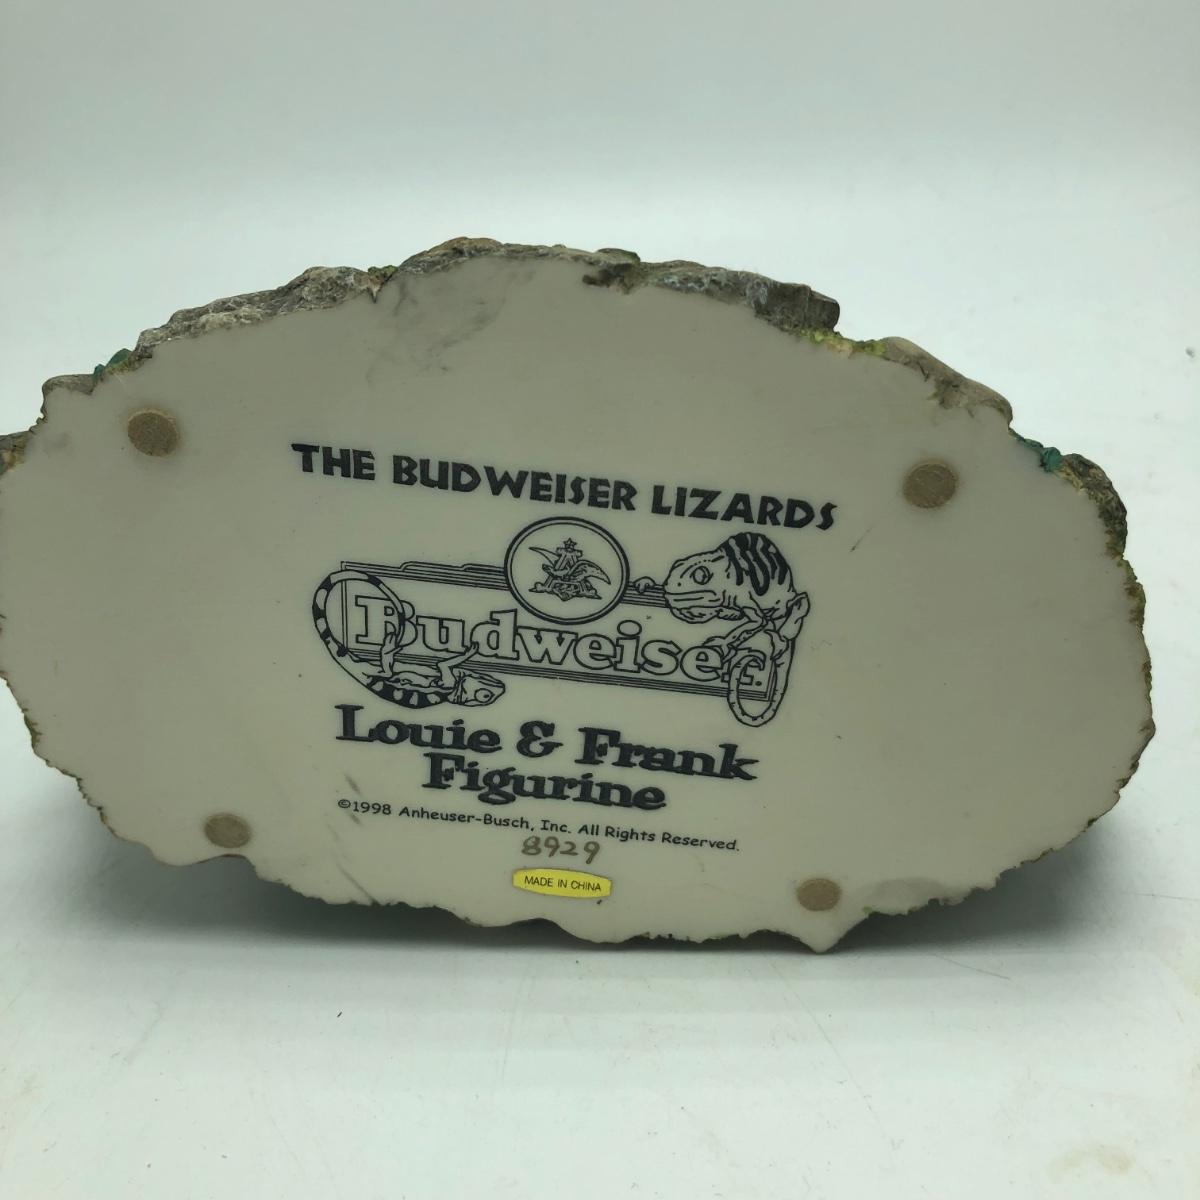 THE BUDWEISER LIZARDS
A
Budweiser.
Louie & Frank
Figurine
©1998 Anheuser-Busch, Inc. All Rights Reserved.
8929
MADE IN CHINA